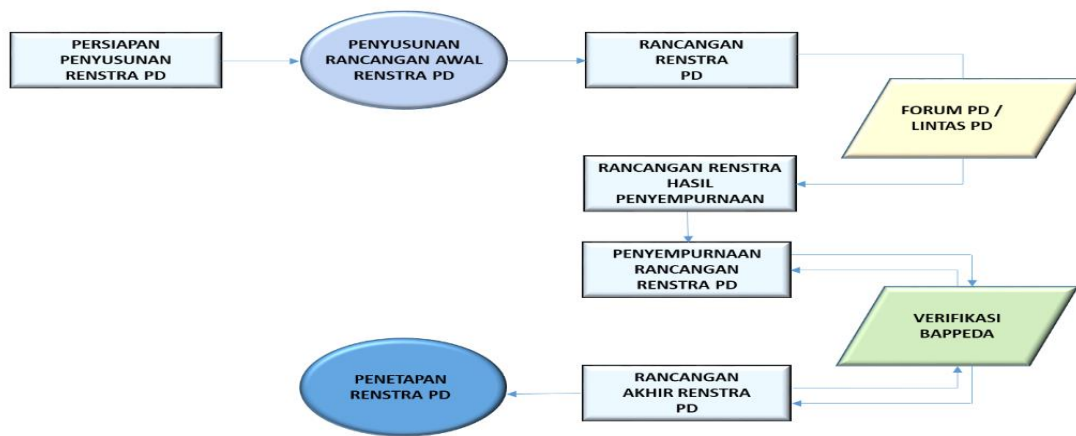 PERSIAPAN
PENYUSUNAN
RENSTRA PD
PENYUSUNAN
RANCANGAN AWAL
RENSTRA PD
RANCANGAN
RENSTRA
PD
FORUM PD /
LINTAS PD
RANCANGAN RENSTRA
HASIL
PENYEMPURNAAN
PENYEMPURNAAN
RANCANGAN
RENSTRA PD
VERIFIKASI
BAPPEDA
RANCANGAN
AKHIR RENSTRA
PD
PENETAPAN
RENSTRA PD